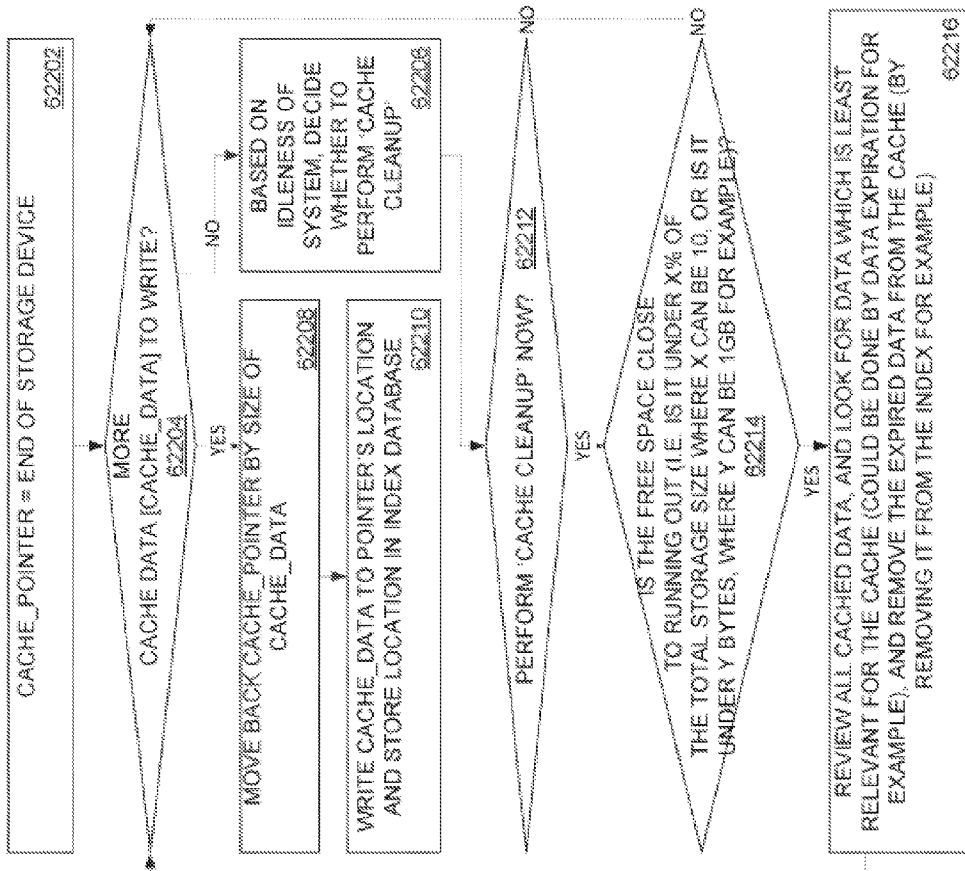 CACHE_POINTER = END OF STORAGE DEVICE
62202
MORE
CACHE DATA [CACHE_DATA] TO WRITE?
62204
NO
YES
BASED ON
IDLENESS OF
SYSTEM, DECIDE
WHETHER TO
PERFORM 'CACHE
CLEANUP'
62206
MOVE BACK CACHE_POINTER BY SIZE OF
CACHE_DATA
62208
WRITE CACHE_DATA TO POINTER'S LOCATION
AND STORE LOCATION IN INDEX DATABASE
62210
PERFORM 'CACHE CLEANUP' NOW?
62212
NO
YES
IS THE FREE SPACE CLOSE
TO RUNNING OUT (I.E. IS IT UNDER X% OF
THE TOTAL STORAGE SIZE WHERE X CAN BE 10, OR IS IT
UNDER Y BYTES, WHERE Y CAN BE 1GB FOR EXAMPLE)?
62214
NO
YES
REVIEW ALL CACHED DATA, AND LOOK FOR DATA WHICH IS LEAST
RELEVANT FOR THE CACHE (COULD BE DONE BY DATA EXPIRATION FOR
EXAMPLE), AND REMOVE THE EXPIRED DATA FROM THE CACHE (BY
REMOVING IT FROM THE INDEX FOR EXAMPLE)
62216